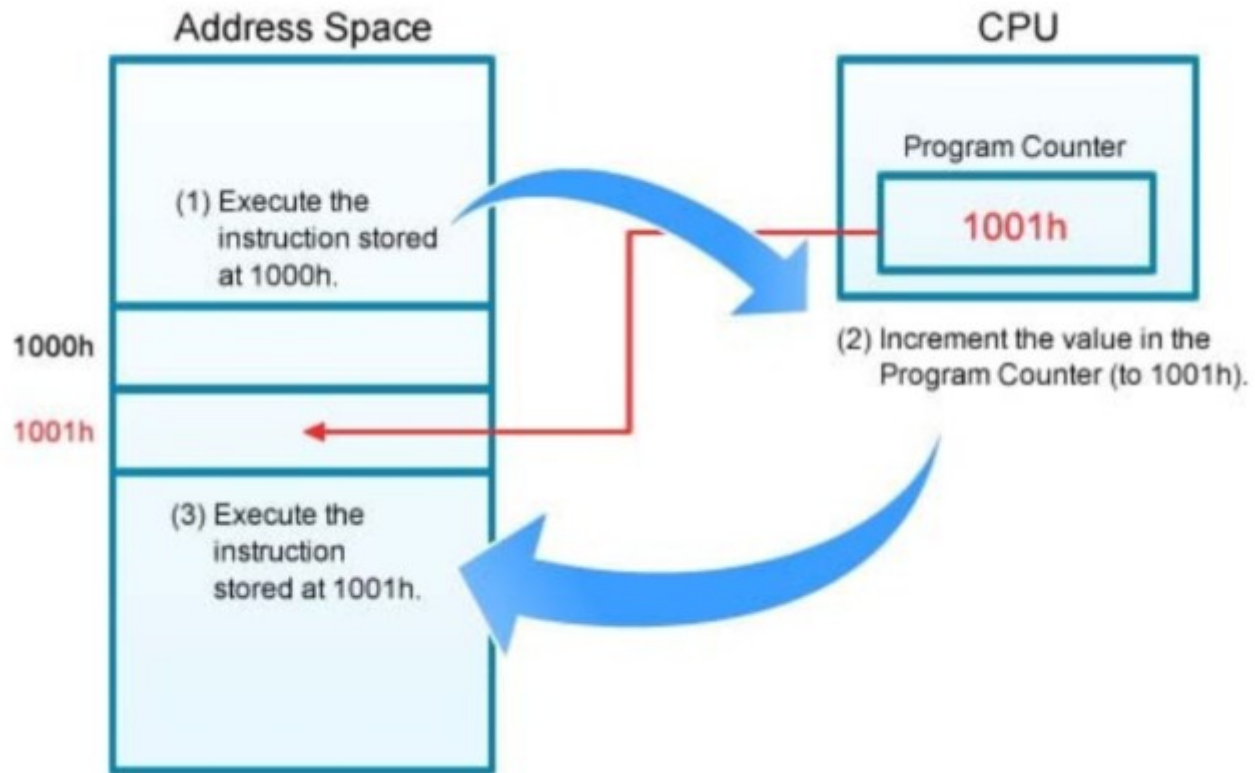 Address Space
CPU
Program Counter
1001h
(1) Execute the
instruction stored
at 1000h.
(2) Increment the value in the
Program Counter (to 1001h).
1000h
1001h
(3) Execute the
instruction
stored at 1001h.